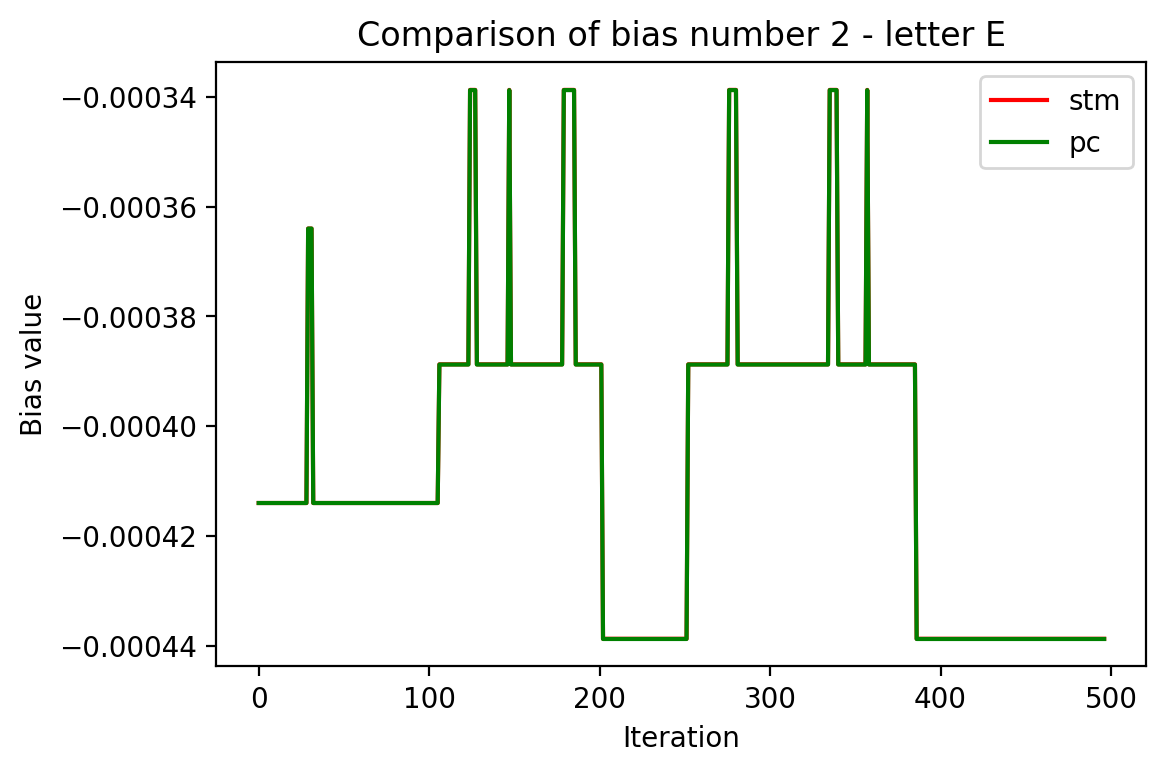 Comparison of bias number 2 - letter E
stm
pc
−0.00034
−0.00036
−0.00038
−0.00040
−0.00042
−0.00044
Bias value
0 100 200 300 400 500
Iteration